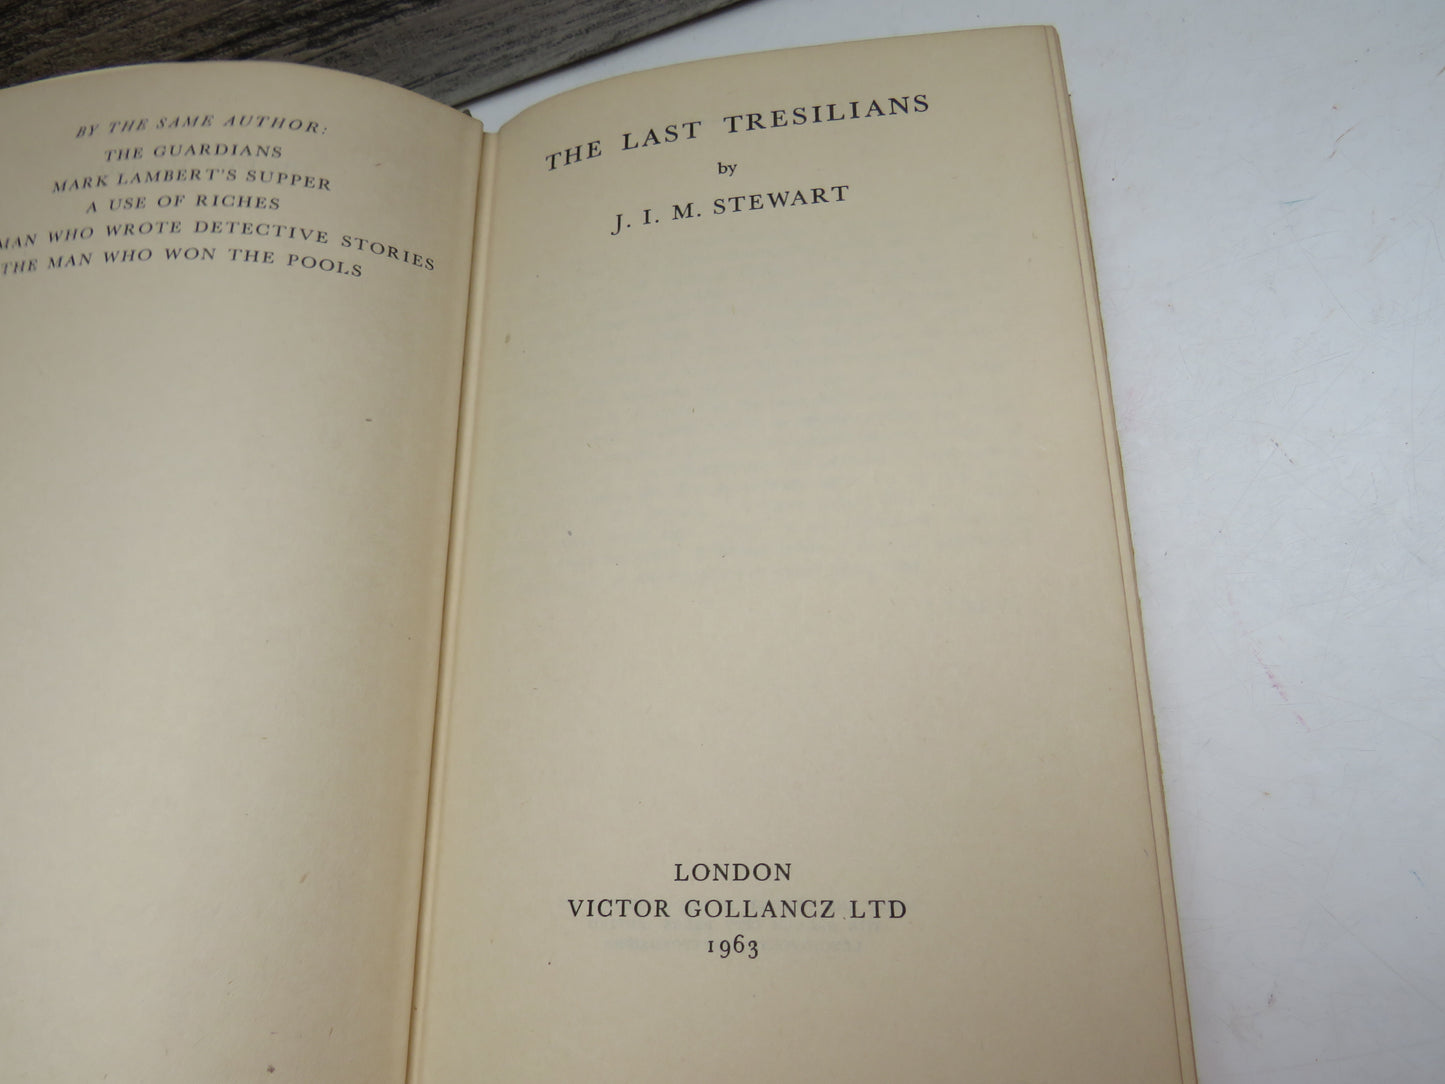 BY THE SAME AUTHOR:
THE GUARDIANS
MARK LAMBERT'S SUPPER
A USE OF RICHES
MAN WHO WROTE DETECTIVE STORIES
THE MAN WHO WON THE POOLS
THE LAST TRESILIANS
by
J. I. M. STEWART
LONDON
VICTOR GOLLANCZ LTD
1963